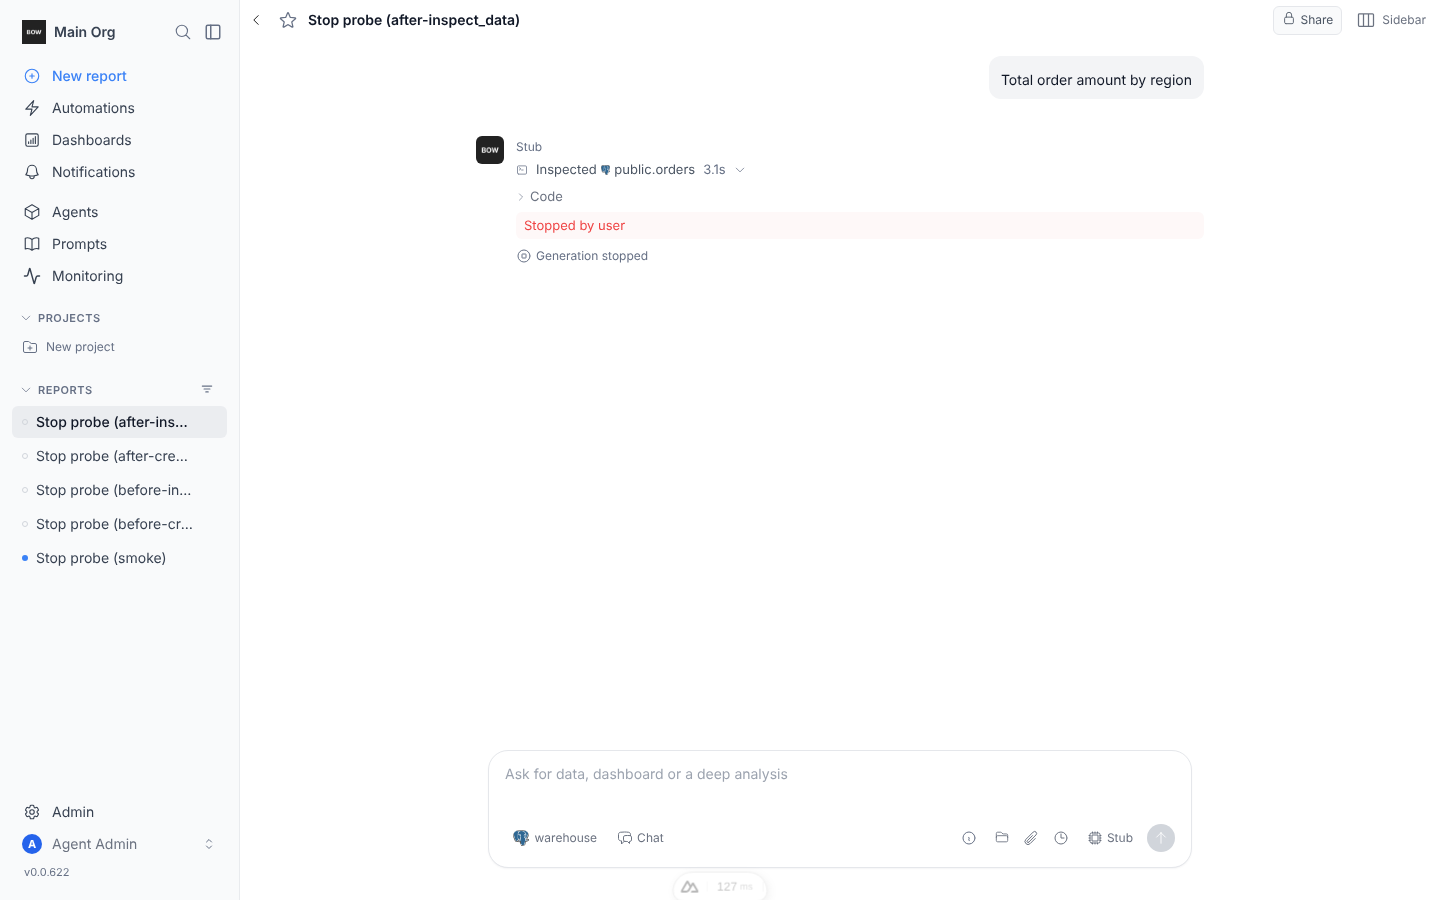 BOW Main Org
New report
Automations
Dashboards
Notifications
Agents
Prompts
Monitoring
PROJECTS
New project
REPORTS
Stop probe (after-ins...
Stop probe (after-cre...
Stop probe (before-in...
Stop probe (before-cr...
Stop probe (smoke)
Admin
A Agent Admin
v0.0.622
Stop probe (after-inspect_data)
Share
Sidebar
Total order amount by region
BOW
Stub
Inspected public.orders 3.1s
Code
Stopped by user
Generation stopped
Ask for data, dashboard or a deep analysis
warehouse
Chat
Stub
127 ms